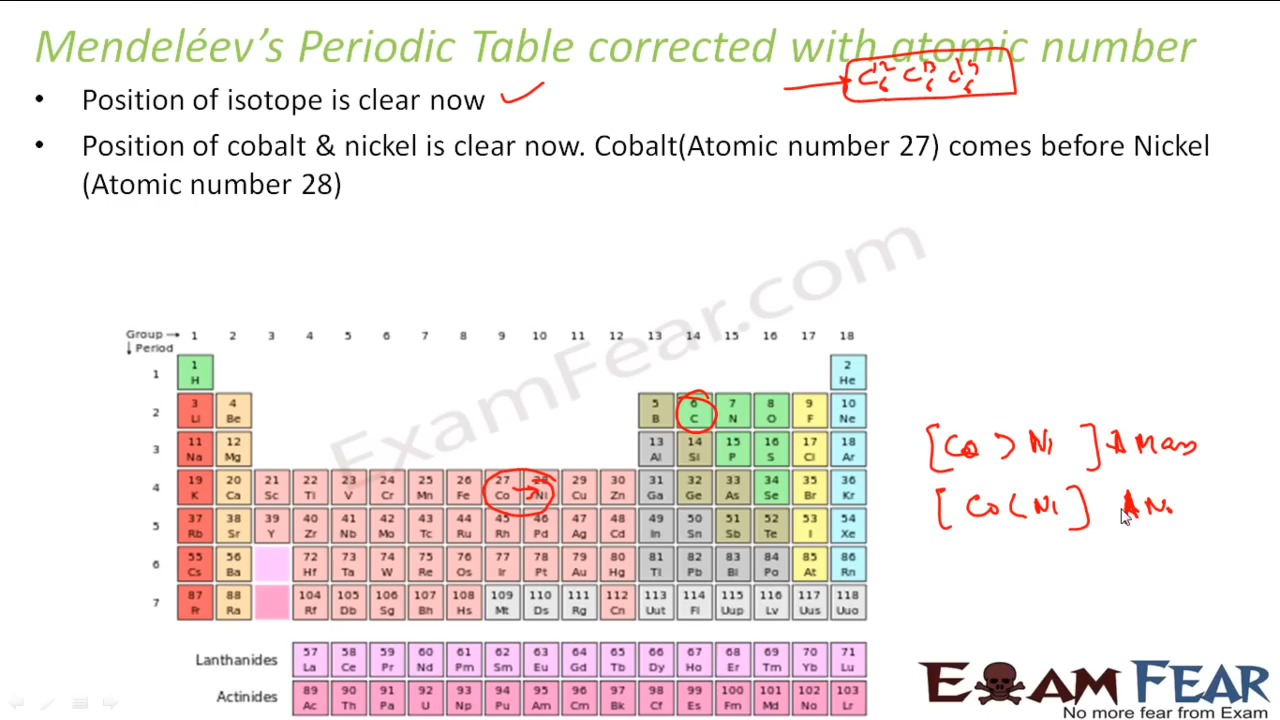 Mendeléev's Periodic Table corrected with atomic number
C 12 6 C 13 6 C 14 6
• Position of isotope is clear now
• Position of cobalt & nickel is clear now. Cobalt(Atomic number 27) comes before Nickel
(Atomic number 28)
ExamFear.com
Group → 1 2 3 4 5 6 7 8 9 10 11 12 13 14 15 16 17 18
↓ Period
1 1 2
H He
2 3 4 5 6 7 8 9 10
Li Be B C N O F Ne
3 11 12 13 14 15 16 17 18
Na Mg Al Si P S Cl Ar
4 19 20 21 22 23 24 25 26 27 28 29 30 31 32 33 34 35 36
K Ca Sc Ti V Cr Mn Fe Co Ni Cu Zn Ga Ge As Se Br Kr
5 37 38 39 40 41 42 43 44 45 46 47 48 49 50 51 52 53 54
Rb Sr Y Zr Nb Mo Tc Ru Rh Pd Ag Cd In Sn Sb Te I Xe
6 55 56 72 73 74 75 76 77 78 79 80 81 82 83 84 85 86
Cs Ba Hf Ta W Re Os Ir Pt Au Hg Tl Pb Bi Po At Rn
7 87 88 104 105 106 107 108 109 110 111 112 113 114 115 116 117 118
Fr Ra Rf Db Sg Bh Hs Mt Ds Rg Cn Uut Fl Uup Lv Uus Uuo
[Co > Ni] A Mass
[Co < Ni] A No.
Lanthanides 57 58 59 60 61 62 63 64 65 66 67 68 69 70 71
La Ce Pr Nd Pm Sm Eu Gd Tb Dy Ho Er Tm Yb Lu
Actinides 89 90 91 92 93 94 95 96 97 98 99 100 101 102 103
Ac Th Pa U Np Pu Am Cm Bk Cf Es Fm Md No Lr
EXAM FEAR
No more fear from Exam